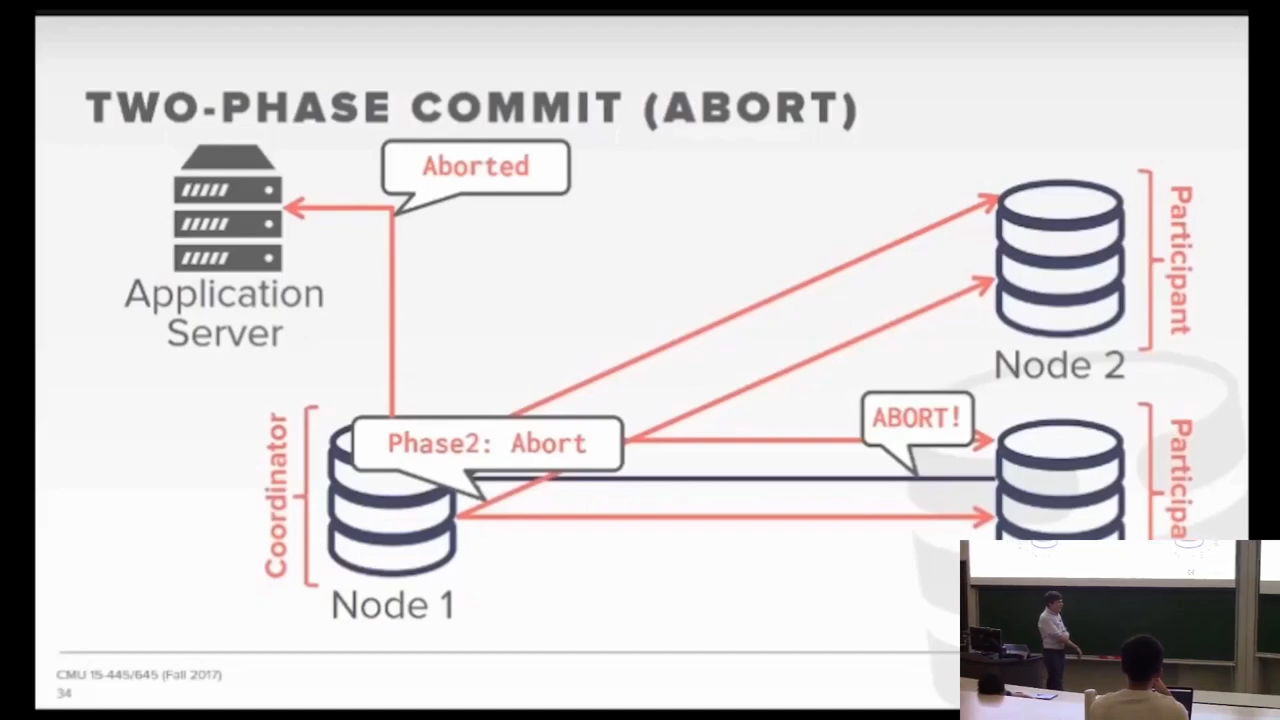 TWO-PHASE COMMIT (ABORT)
Aborted
Application
Server
Participant
Node 2
ABORT!
Phase2: Abort
Coordinator
Participa
Node 1
CMU 15-445/645 (Fall 2017)
34